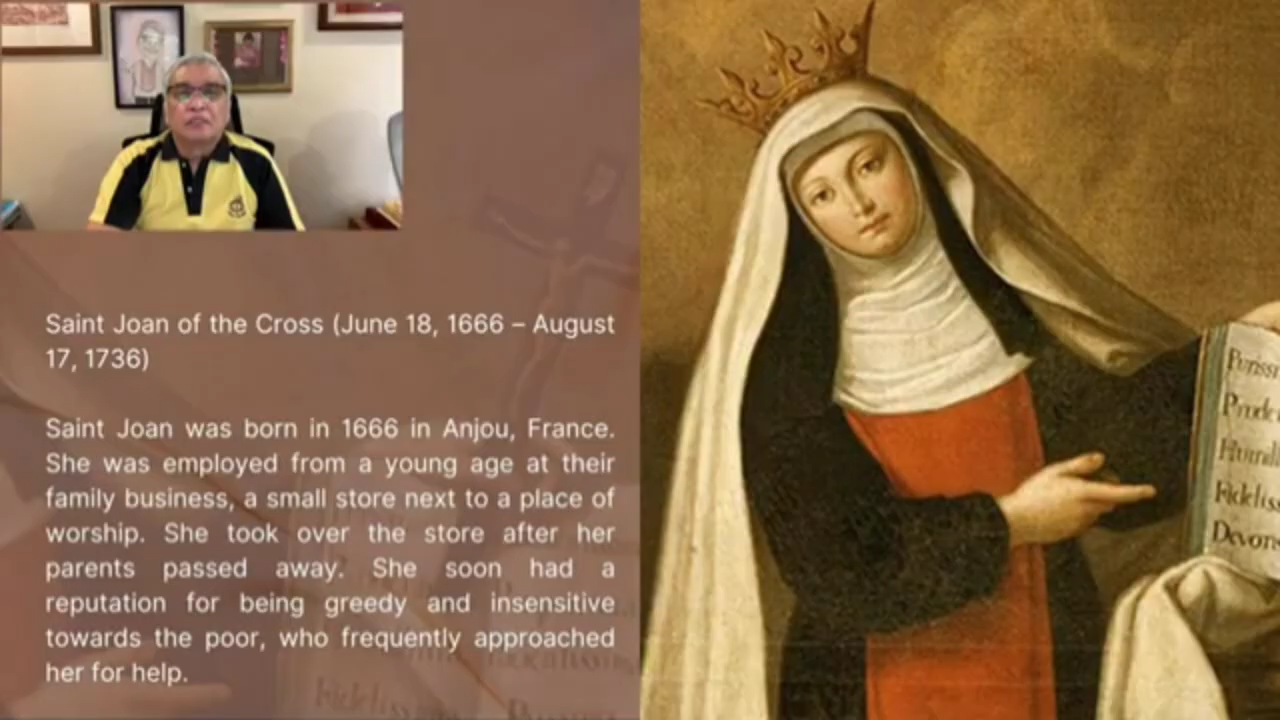 Saint Joan of the Cross (June 18, 1666 – August
17, 1736)
Saint Joan was born in 1666 in Anjou, France.
She was employed from a young age at their
family business, a small store next to a place of
worship. She took over the store after her
parents passed away. She soon had a
reputation for being greedy and insensitive
towards the poor, who frequently approached
her for help.